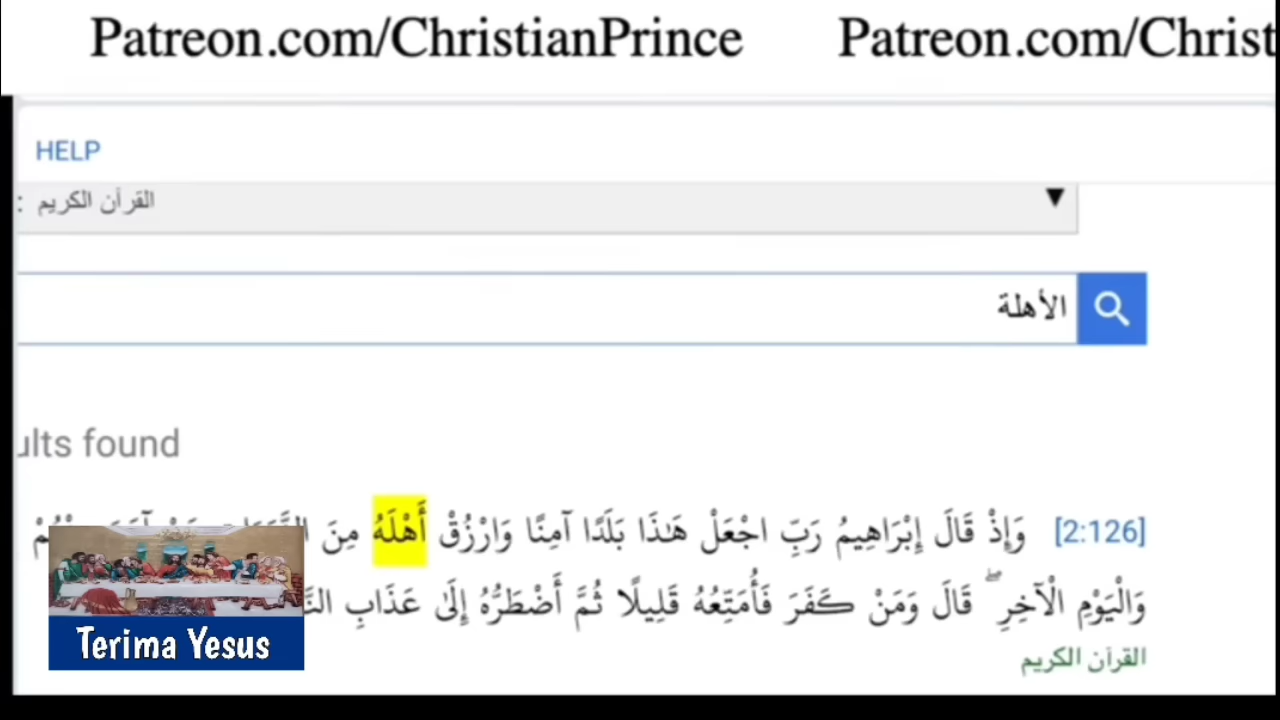 Patreon.com/ChristianPrince Patreon.com/Christ
HELP
القرآن الكريم :
الأهلة
ults found
[2:126] وَإِذْ قَالَ إِبْرَاهِيمُ رَبِّ اجْعَلْ هَٰذَا بَلَدًا آمِنًا وَارْزُقْ أَهْلَهُ مِنَ
وَالْيَوْمِ الْآخِرِ ۖ قَالَ وَمَنْ كَفَرَ فَأُمَتِّعُهُ قَلِيلًا ثُمَّ أَضْطَرُّهُ إِلَىٰ عَذَابِ
القرآن الكريم
Terima Yesus